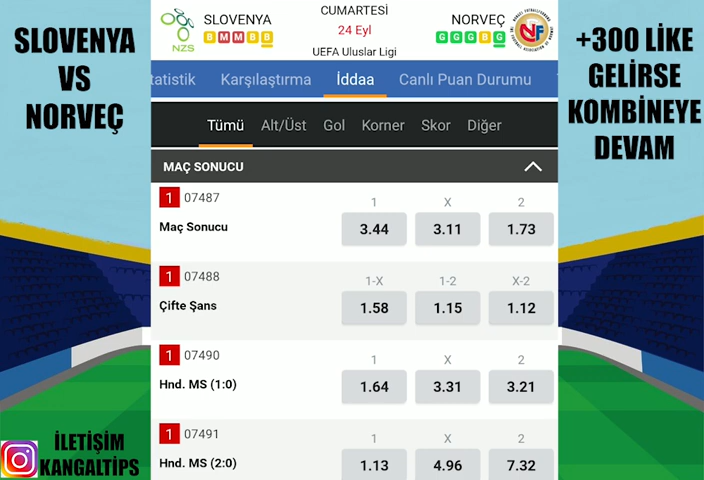 SLOVENYA
VS
NORVEÇ
NZS
SLOVENYA
B M M B B
CUMARTESİ
24 Eyl
UEFA Uluslar Ligi
NORVEÇ
G G G B G
+300 LİKE
GELİRSE
KOMBİNEYE
DEVAM
tatistik Karşılaştırma İddaa Canlı Puan Durumu
Tümü Alt/Üst Gol Korner Skor Diğer
MAÇ SONUCU
1 07487
Maç Sonucu
1 X 2
3.44 3.11 1.73
1 07488
Çifte Şans
1-X 1-2 X-2
1.58 1.15 1.12
1 07490
Hnd. MS (1:0)
1 X 2
1.64 3.31 3.21
1 07491
Hnd. MS (2:0)
1 X 2
1.13 4.96 7.32
İLETİŞİM
KANGALTİPS